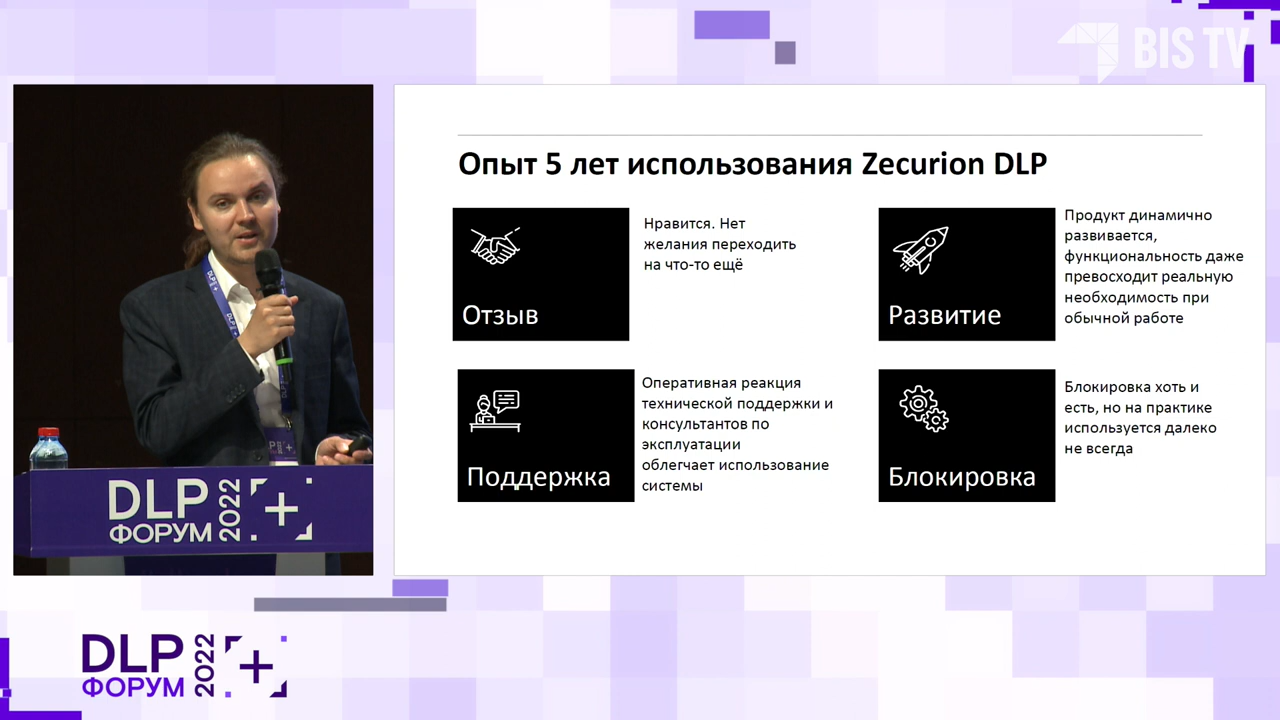 BIS TV
Опыт 5 лет использования Zecurion DLP
Отзыв
Нравится. Нет
желания переходить
на что-то ещё
Развитие
Продукт динамично
развивается,
функциональность даже
превосходит реальную
необходимость при
обычной работе
Поддержка
Оперативная реакция
технической поддержки и
консультантов по
эксплуатации
облегчает использование
системы
Блокировка
Блокировка хоть и
есть, но на практике
используется далеко
не всегда
DLP
ФОРУМ
2022
DLP
ФОРУМ
2022